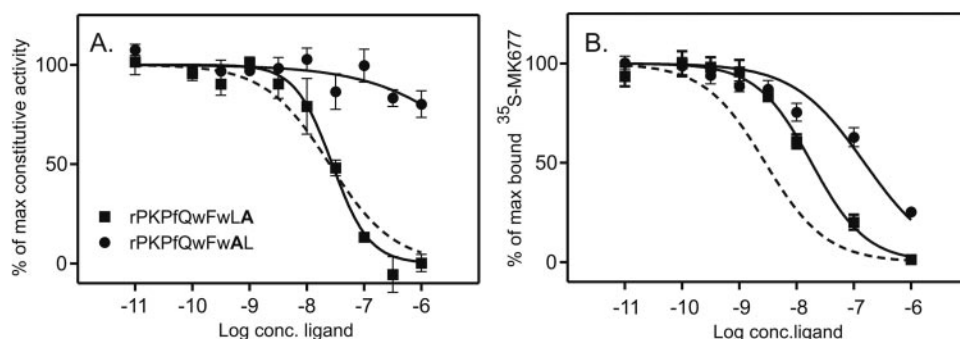 A.
% of max constitutive activity
100
50
0
rPKPfQwFwLA
rPKPfQwFwAL
-11 -10 -9 -8 -7 -6
Log conc. ligand
B.
% of max bound ³⁵S-MK677
100
50
0
-11 -10 -9 -8 -7 -6
Log conc.ligand